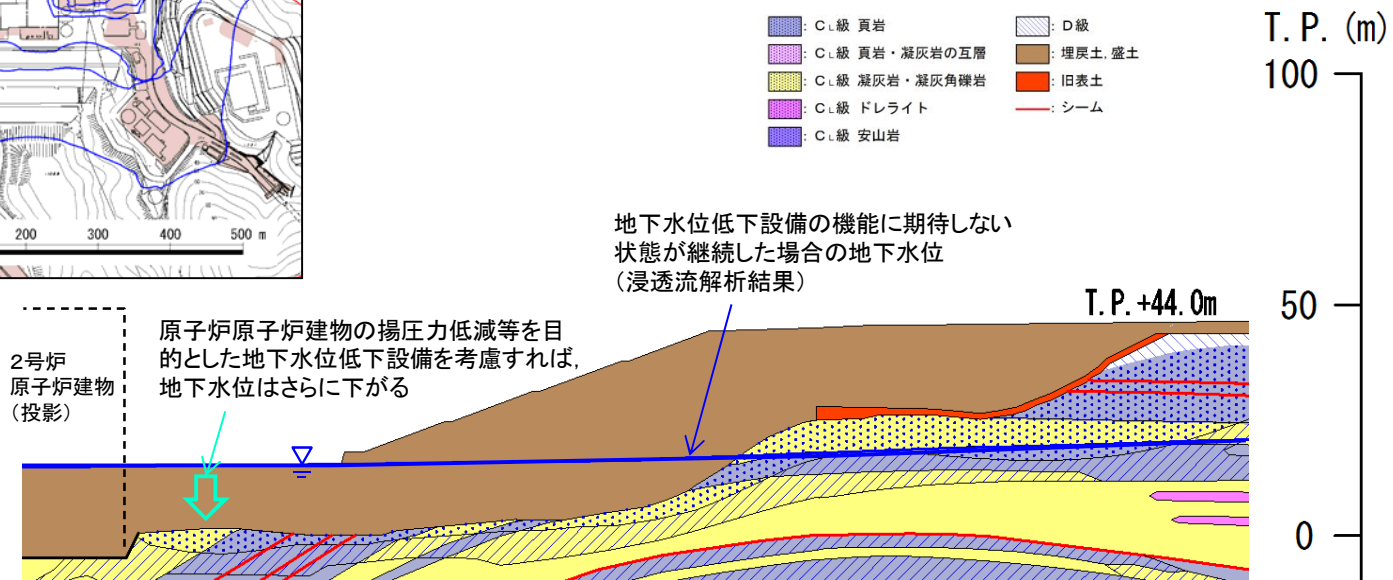 : CL級 頁岩
: CL級 頁岩・凝灰岩の互層
: CL級 凝灰岩・凝灰角礫岩
: CL級 ドレライト
: CL級 安山岩
: D級
: 埋戻土, 盛土
: 旧表土
: シーム
T.P. (m)
100
50
0
200 300 400 500 m
地下水位低下設備の機能に期待しない
状態が継続した場合の地下水位
（浸透流解析結果）
T.P.+44.0m
原子炉原子炉建物の揚圧力低減等を目
的とした地下水位低下設備を考慮すれば,
地下水位はさらに下がる
2号炉
原子炉建物
（投影）